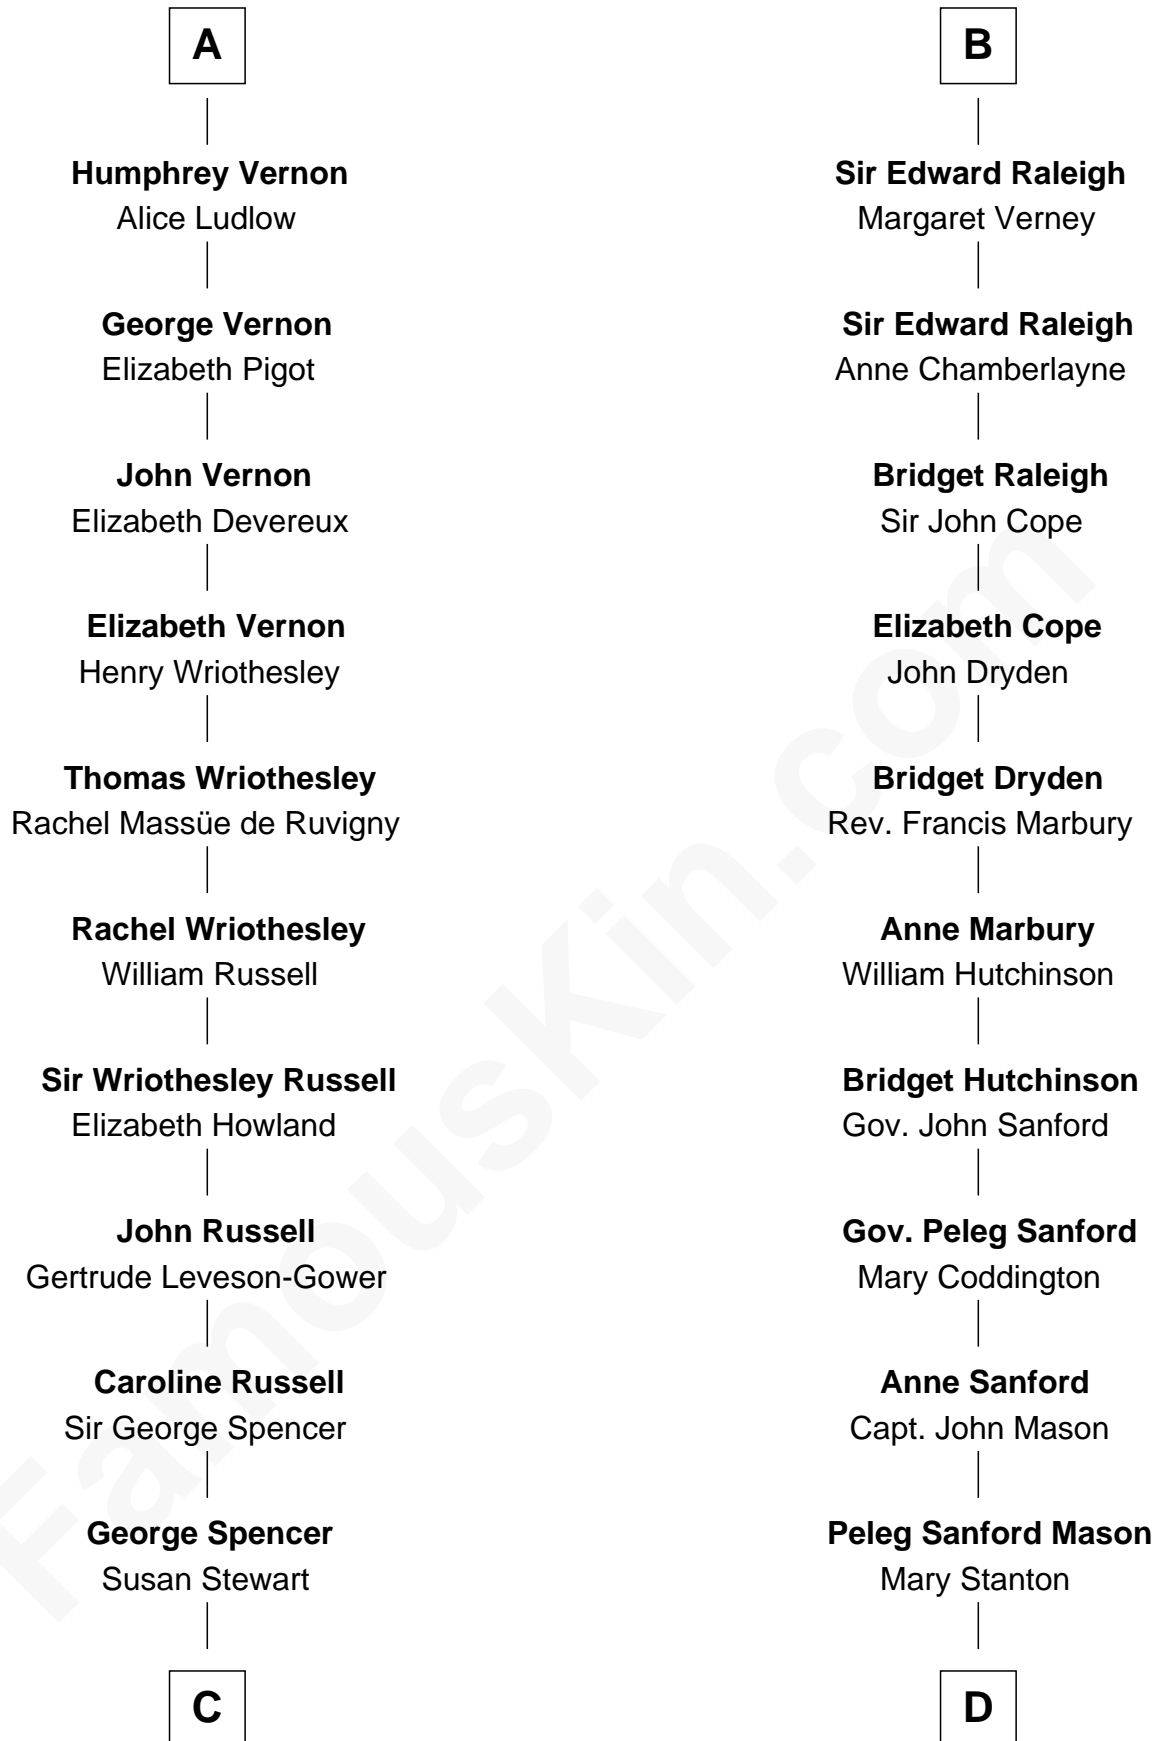 A
Humphrey Vernon
Alice Ludlow
George Vernon
Elizabeth Pigot
John Vernon
Elizabeth Devereux
Elizabeth Vernon
Henry Wriothesley
Thomas Wriothesley
Rachel Massüe de Ruvigny
Rachel Wriothesley
William Russell
Sir Wriothesley Russell
Elizabeth Howland
John Russell
Gertrude Leveson-Gower
Caroline Russell
Sir George Spencer
George Spencer
Susan Stewart
C
B
Sir Edward Raleigh
Margaret Verney
Sir Edward Raleigh
Anne Chamberlayne
Bridget Raleigh
Sir John Cope
Elizabeth Cope
John Dryden
Bridget Dryden
Rev. Francis Marbury
Anne Marbury
William Hutchinson
Bridget Hutchinson
Gov. John Sanford
Gov. Peleg Sanford
Mary Coddington
Anne Sanford
Capt. John Mason
Peleg Sanford Mason
Mary Stanton
D
FamousKin.com